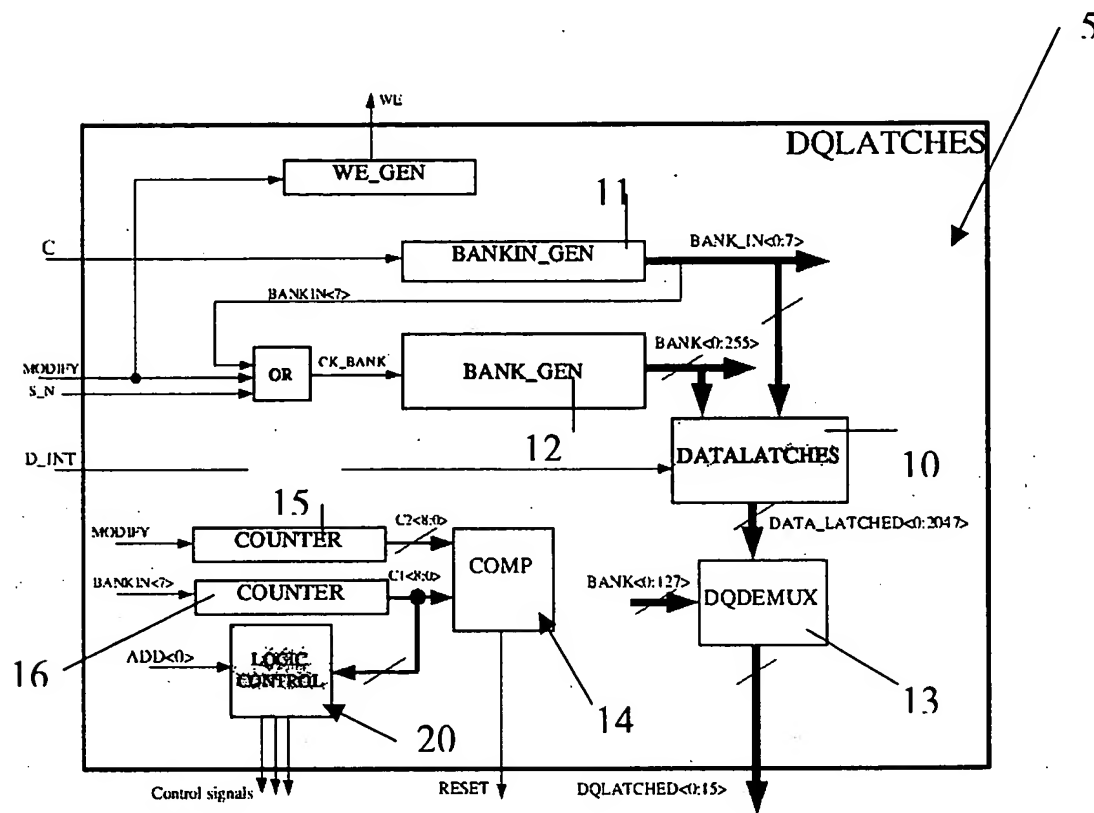 5
WE
DQLATCHES
WE_GEN
11
C
BANKIN_GEN
BANK_IN<0:7>
BANKIN<7>
BANK<0:255>
MODIFY
OR
CK_BANK
BANK_GEN
S_N
12
D_INT
DATALATCHES
10
15
MODIFY
COUNTER
C2<8:0>
DATA_LATCHED<0:2047>
COMP
BANKIN<7>
COUNTER
C1<8:0>
BANK<0:127>
DQDEMUX
16
ADD<0>
LOGIC
CONTROL
20
14
13
Control signals
RESET
DQLATCHED<0:15>